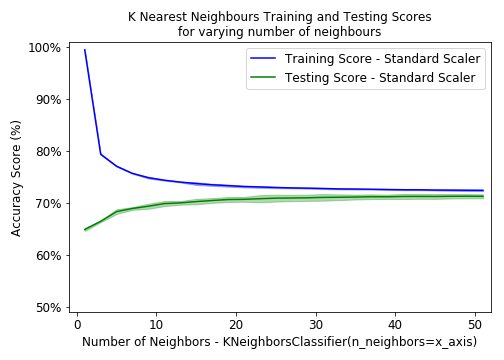 K Nearest Neighbours Training and Testing Scores
for varying number of neighbours
100%
90%
80%
70%
60%
50%
Accuracy Score (%)
Training Score - Standard Scaler
Testing Score - Standard Scaler
0
10
20
30
40
50
Number of Neighbors - KNeighborsClassifier(n_neighbors=x_axis)